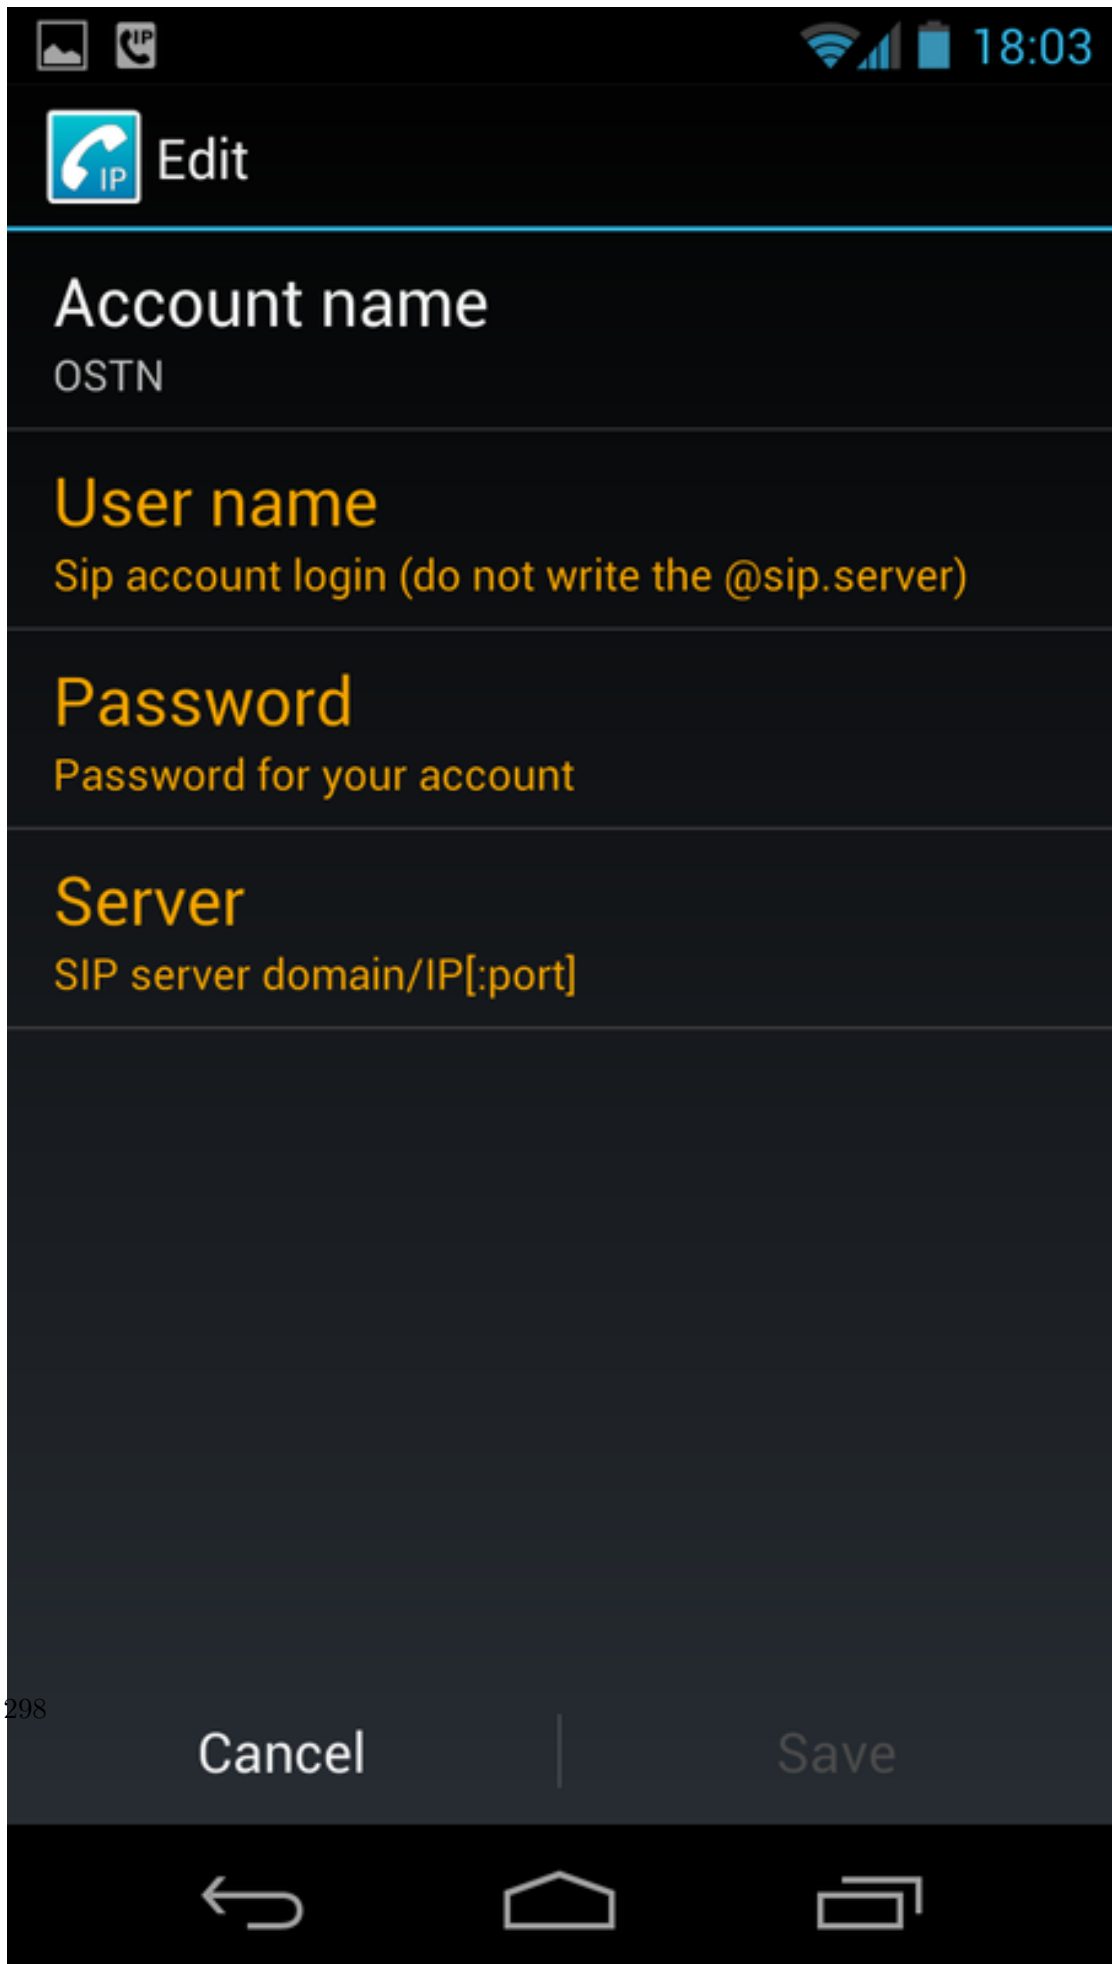 IP 18:03
IP Edit
Account name
OSTN
User name
Sip account login (do not write the @sip.server)
Password
Password for your account
Server
SIP server domain/IP[:port]
298
Cancel Save